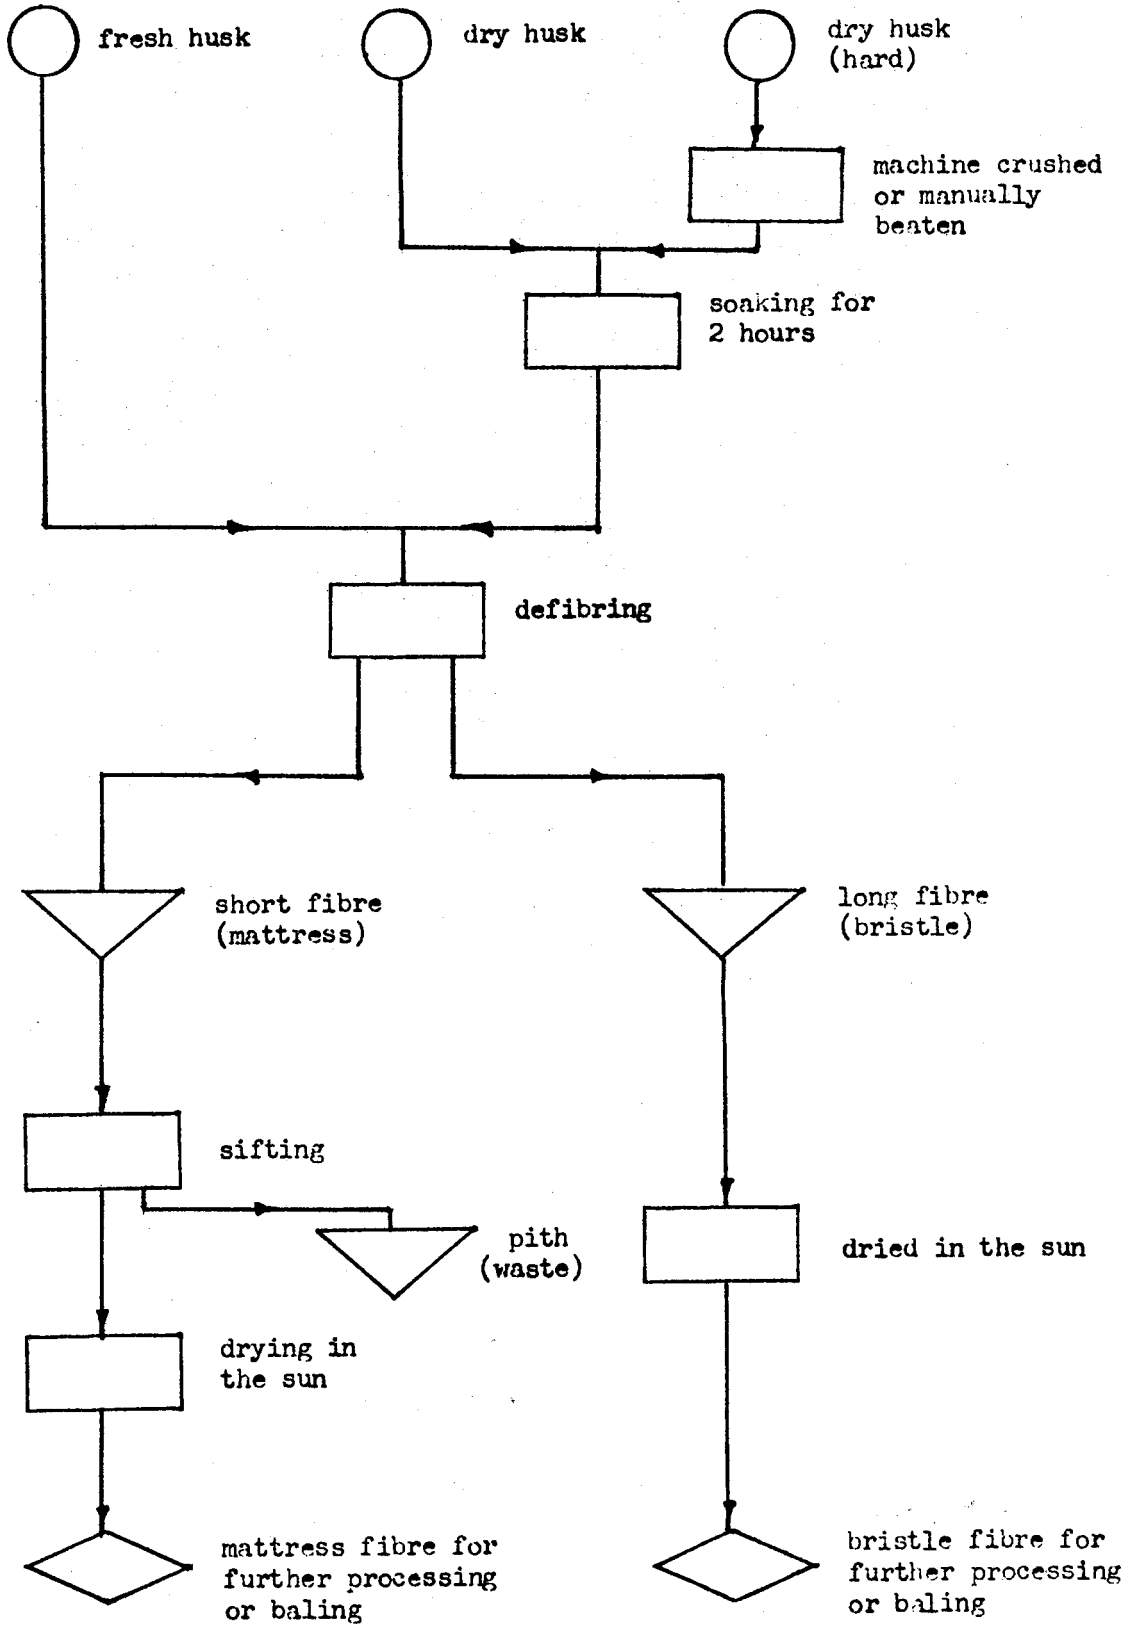 fresh husk
dry husk
dry husk
(hard)
machine crushed
or manually
beaten
soaking for
2 hours
defibring
short fibre
(mattress)
long fibre
(bristle)
sifting
pith
(waste)
dried in the sun
drying in
the sun
mattress fibre for
further processing
or baling
bristle fibre for
further processing
or baling